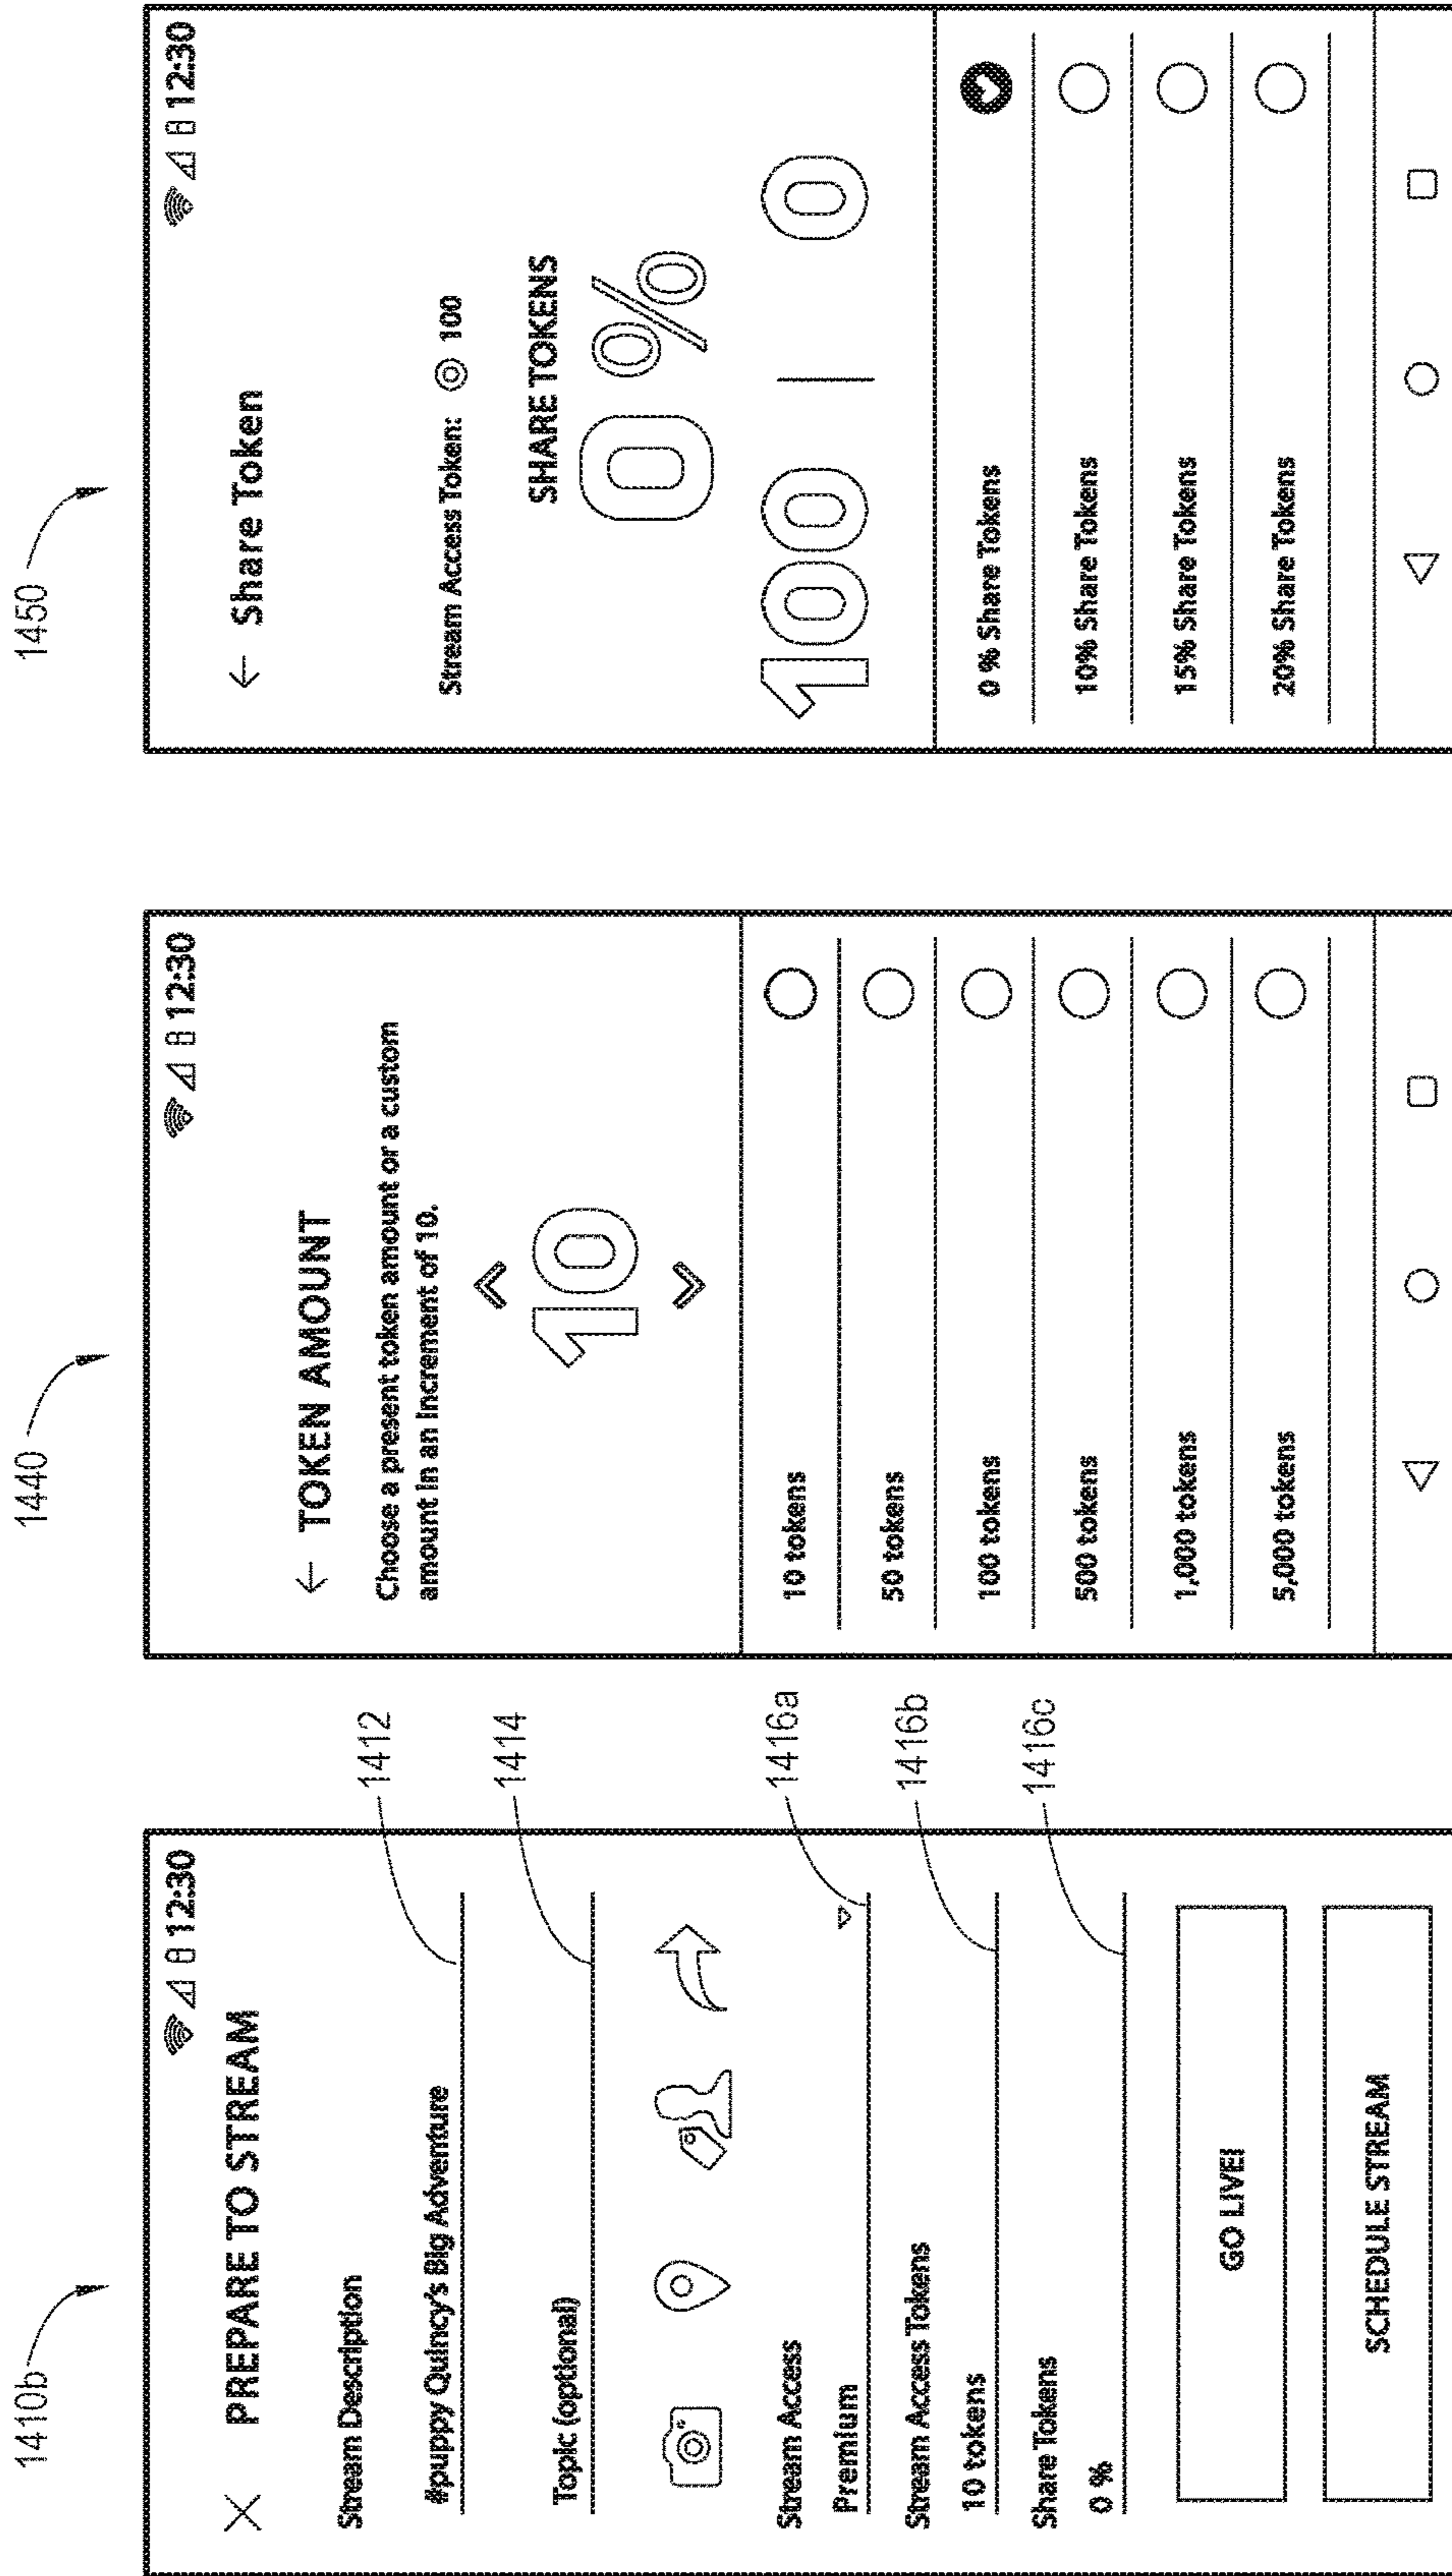 1410b
12:30
PREPARE TO STREAM
Stream Description
#puppy Quincy's Big Adventure
1412
Topic (optional)
1414
Stream Access
Premium
1416a
Stream Access Tokens
10 tokens
1416b
Share Tokens
0 %
1416c
GO LIVE!
SCHEDULE STREAM
1440
12:30
TOKEN AMOUNT
Choose a present token amount or a custom
amount in an increment of 10.
10
10 tokens
50 tokens
100 tokens
500 tokens
1,000 tokens
5,000 tokens
1450
12:30
Share Token
Stream Access Token: 100
SHARE TOKENS
0 %
100 | 0
0 % Share Tokens
10% Share Tokens
15% Share Tokens
20% Share Tokens